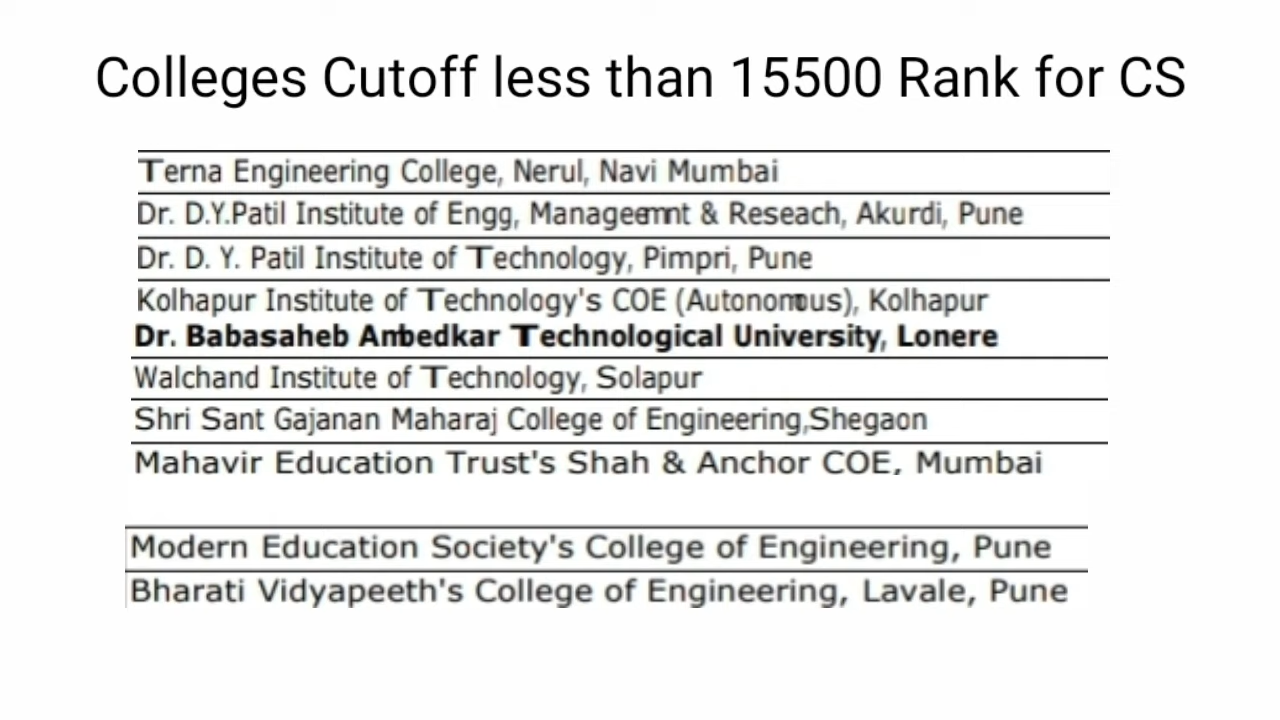 Colleges Cutoff less than 15500 Rank for CS
Terna Engineering College, Nerul, Navi Mumbai
Dr. D.Y.Patil Institute of Engg, Manageemnt & Reseach, Akurdi, Pune
Dr. D. Y. Patil Institute of Technology, Pimpri, Pune
Kolhapur Institute of Technology's COE (Autonomous), Kolhapur
Dr. Babasaheb Ambedkar Technological University, Lonere
Walchand Institute of Technology, Solapur
Shri Sant Gajanan Maharaj College of Engineering,Shegaon
Mahavir Education Trust's Shah & Anchor COE, Mumbai
Modern Education Society's College of Engineering, Pune
Bharati Vidyapeeth's College of Engineering, Lavale, Pune